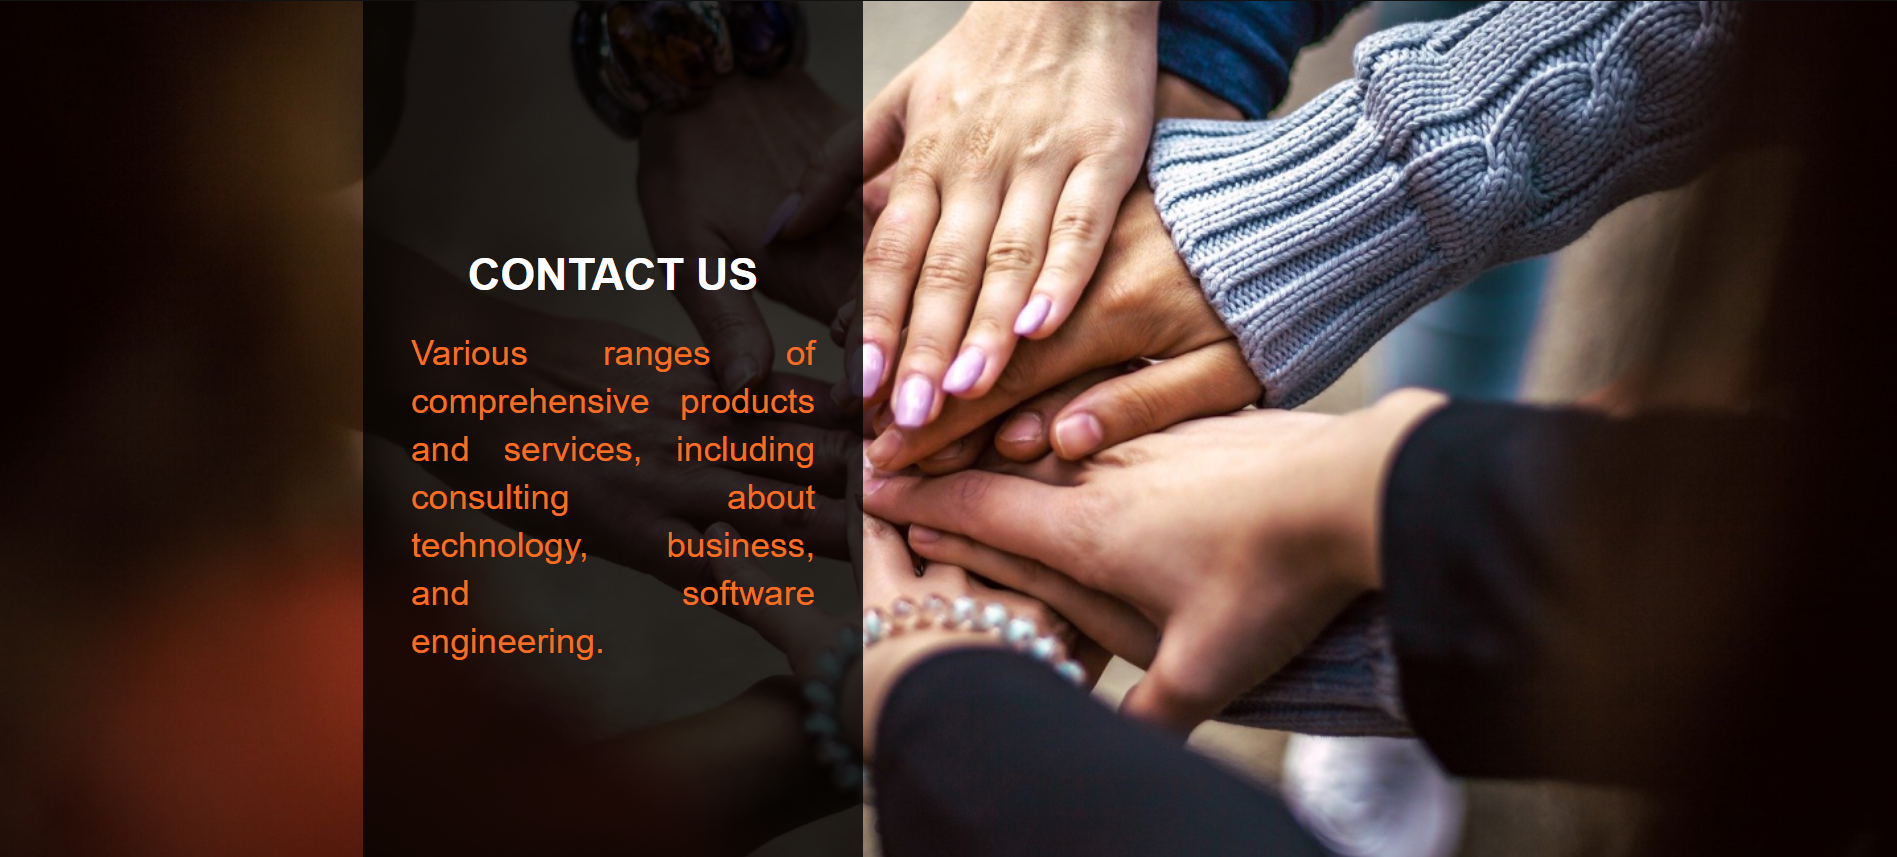 CONTACT US
Various ranges of
comprehensive products
and services, including
consulting about
technology, business,
and software
engineering.